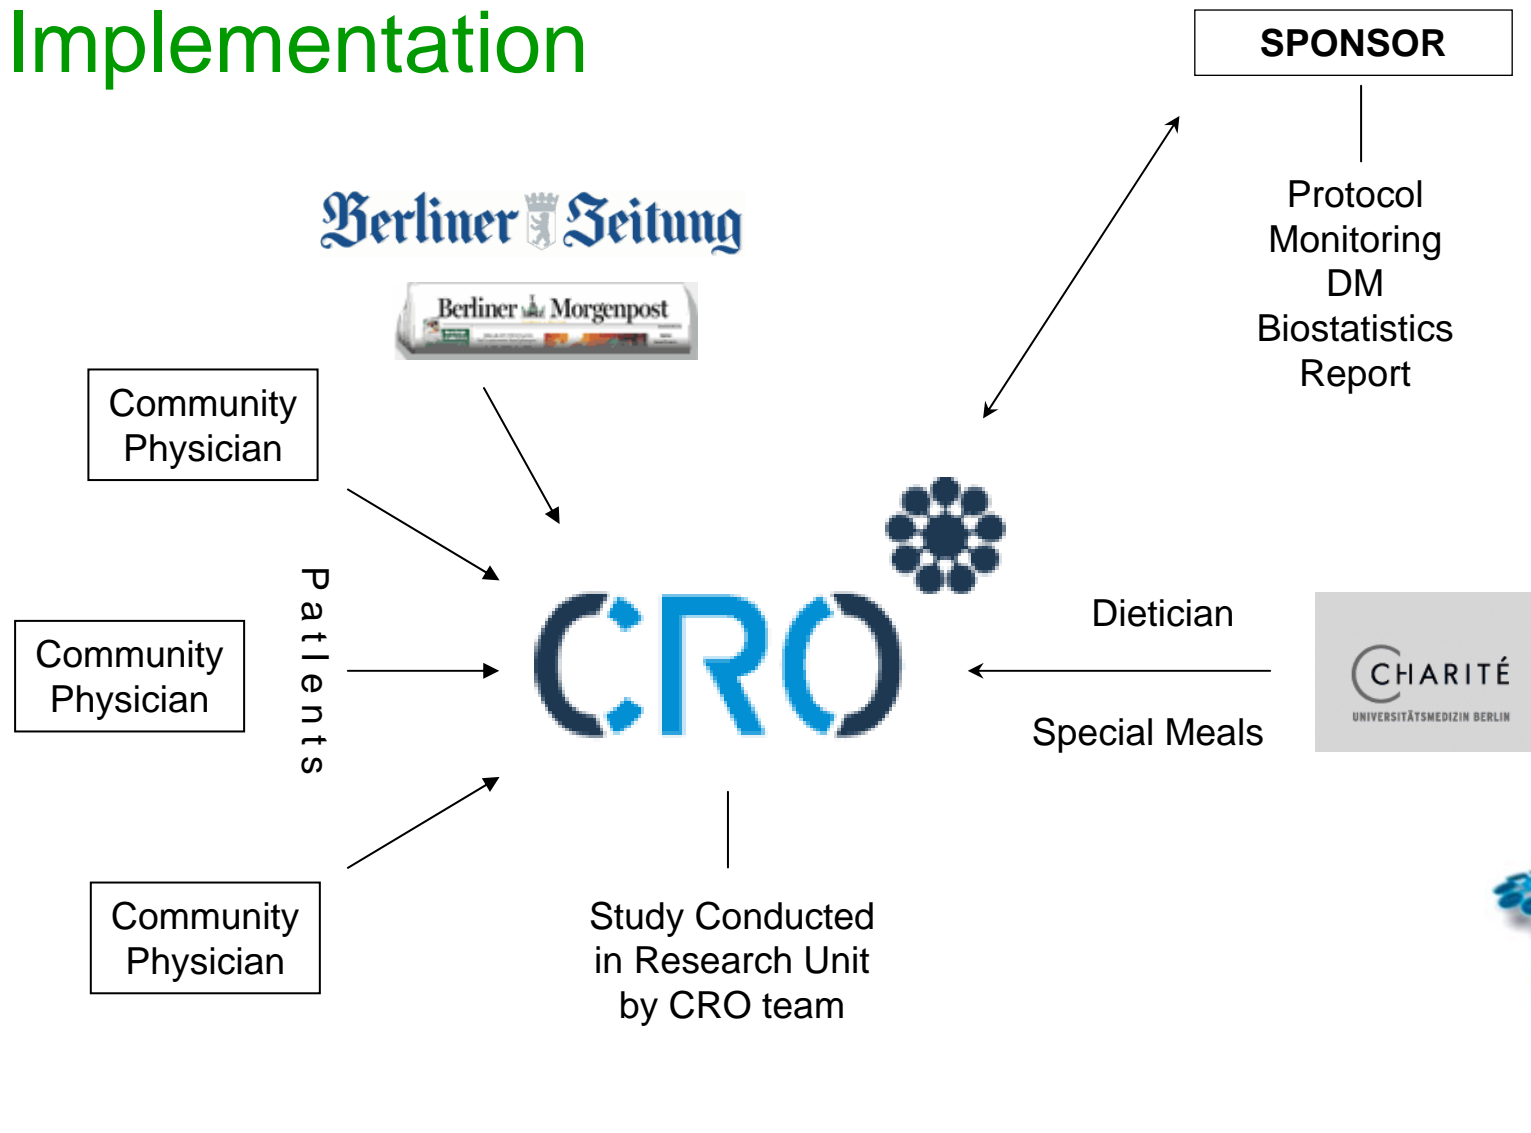 Implementation
SPONSOR
Protocol
Monitoring
DM
Biostatistics
Report
Berliner Zeitung
Berliner Morgenpost
Community
Physician
Community
Physician
Community
Physician
PatIents
CRO
Dietician
Special Meals
CHARITÉ
UNIVERSITÄTSMEDIZIN BERLIN
Study Conducted
in Research Unit
by CRO team